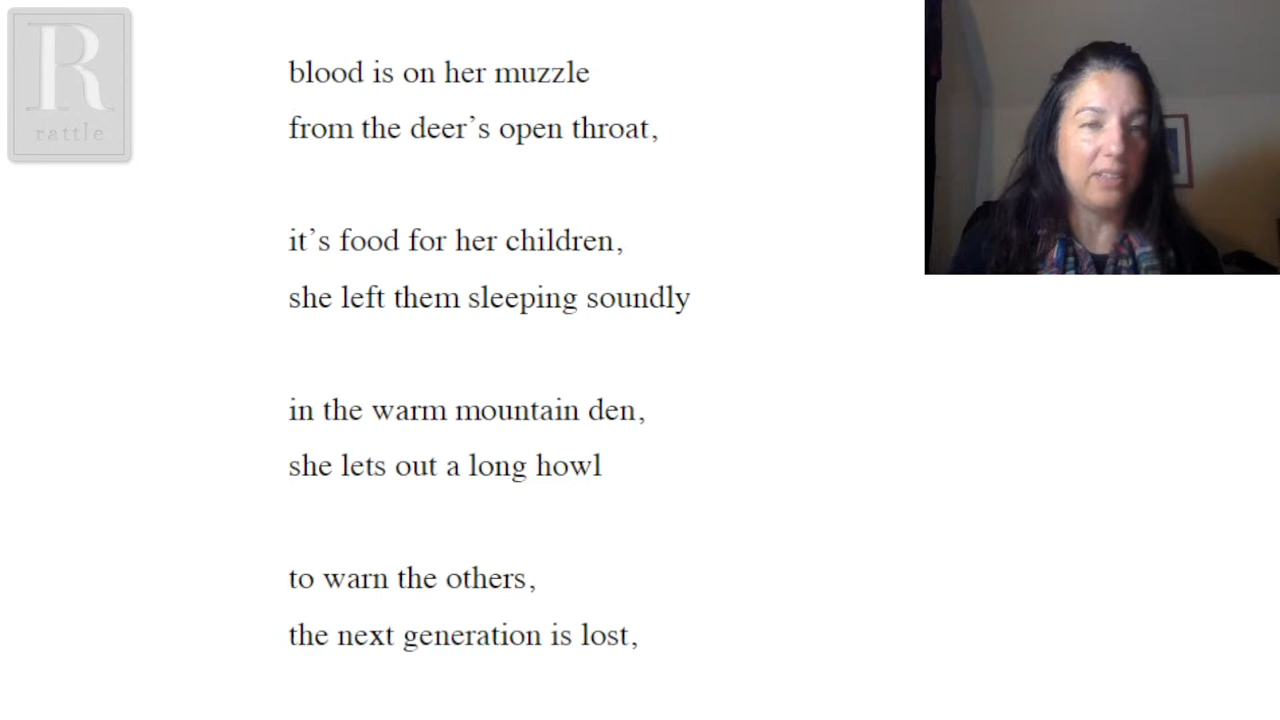 R
rattle
blood is on her muzzle
from the deer’s open throat,
it’s food for her children,
she left them sleeping soundly
in the warm mountain den,
she lets out a long howl
to warn the others,
the next generation is lost,